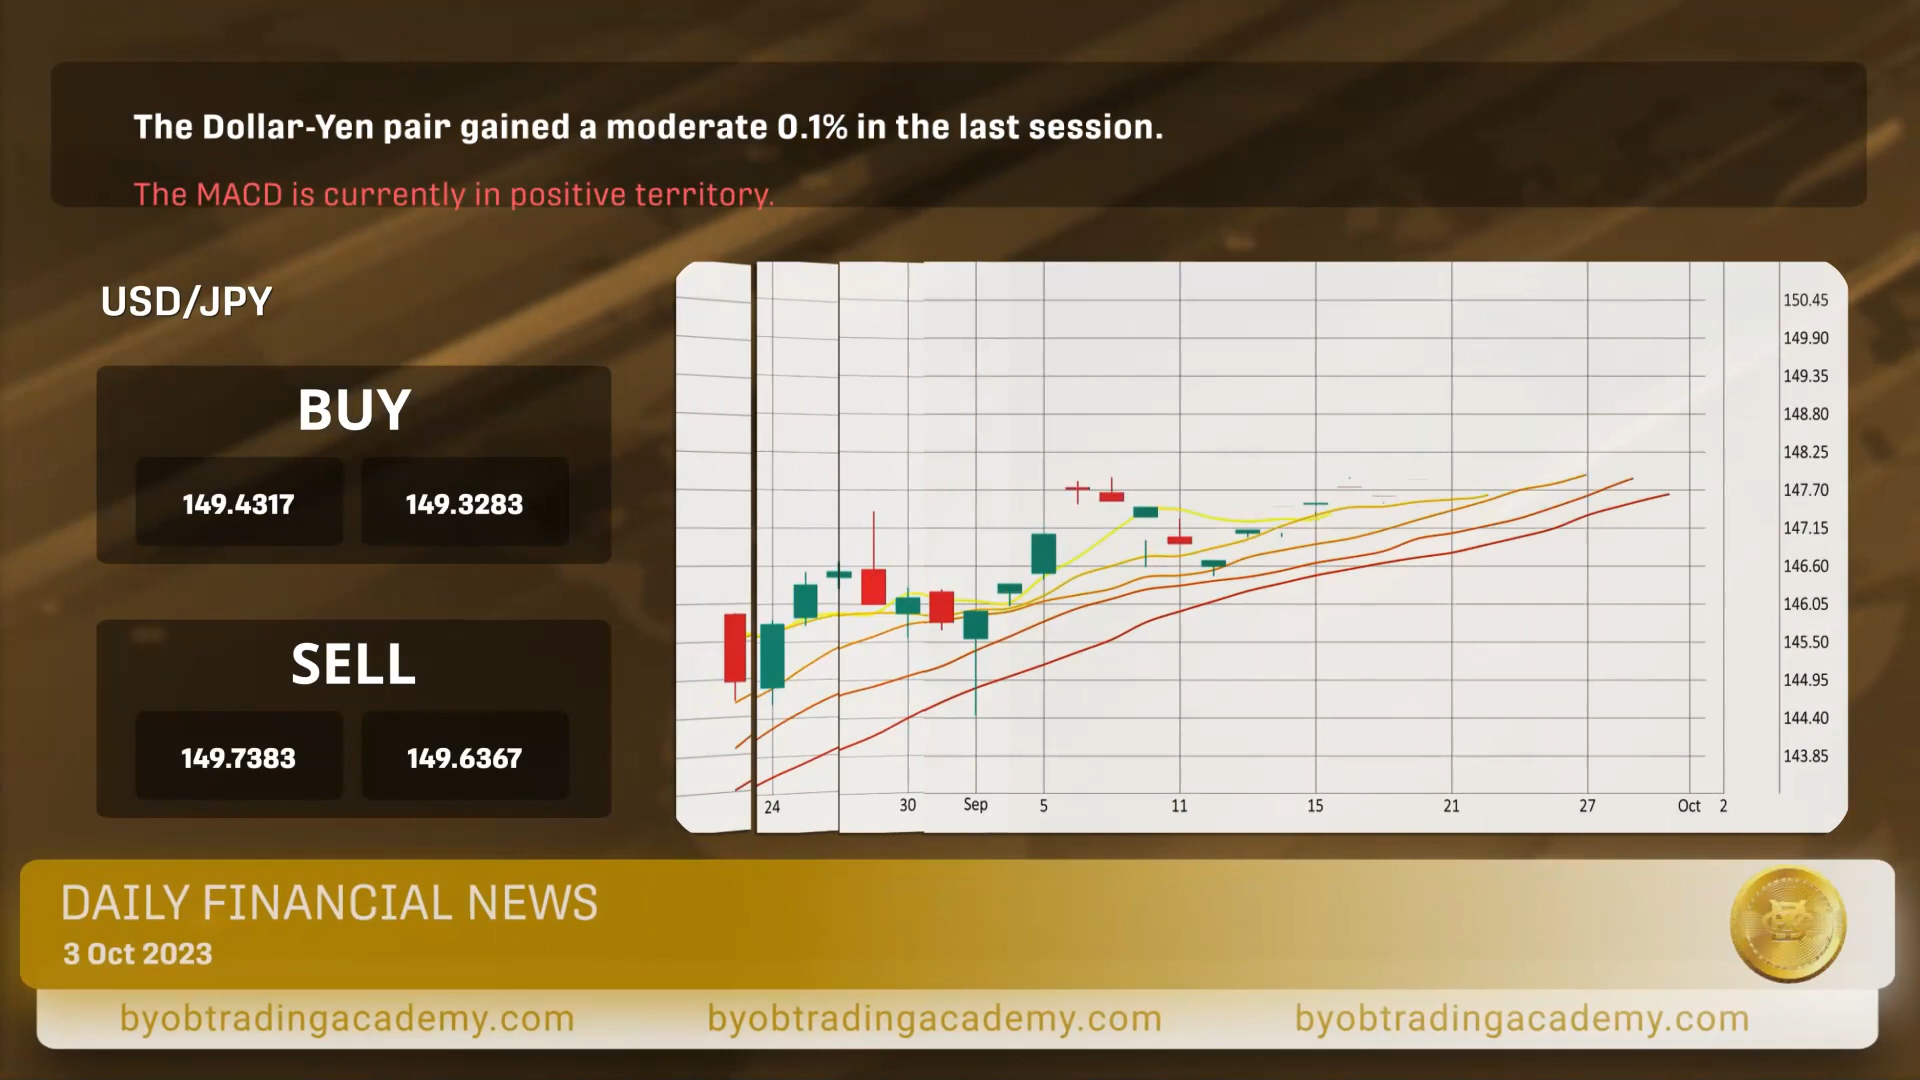 The Dollar-Yen pair gained a moderate 0.1% in the last session.
The MACD is currently in positive territory.
USD/JPY
BUY
149.4317 149.3283
SELL
149.7383 149.6367
150.45
149.90
149.35
148.80
148.25
147.70
147.15
146.60
146.05
145.50
144.95
144.40
143.85
24 30 Sep 5 11 15 21 27 Oct 2
DAILY FINANCIAL NEWS
3 Oct 2023
byobtradingacademy.com byobtradingacademy.com byobtradingacademy.com